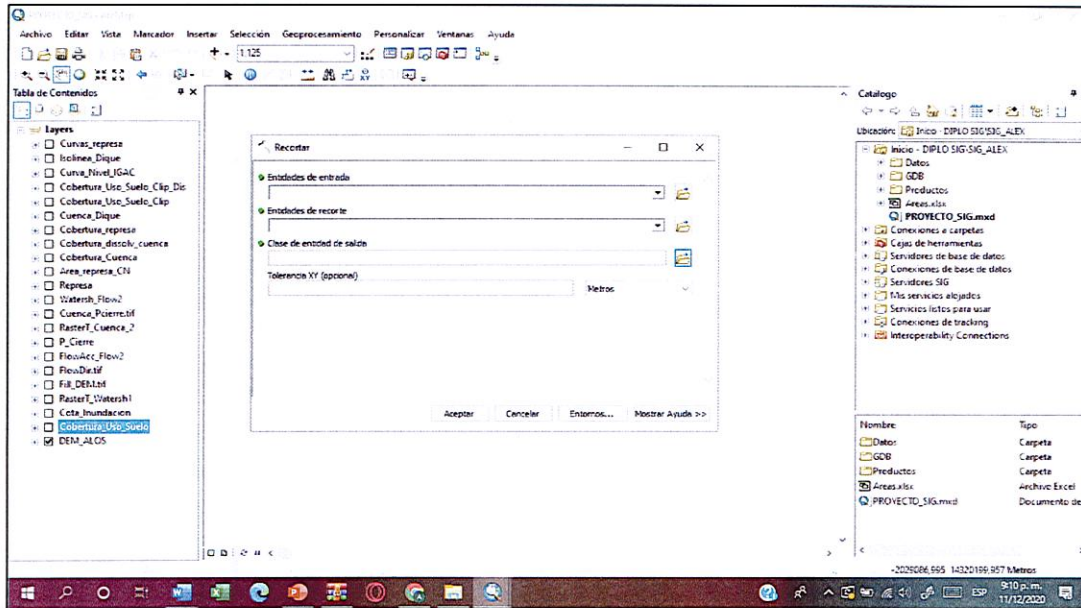 Archivo Editar Vista Marcador Insertar Selección Geoprocesamiento Personalizar Ventanas Ayuda
1:125
Tabla de Contenidos
Layers
Curvas_represa
Isolinea_Dique
Curva_Nivel_IGAC
Cobertura_Uso_Suelo_Clip_Dis
Cobertura_Uso_Suelo_Clip
Cuenca_Dique
Cobertura_represa
Cobertura_dissolv_cuenca
Cobertura_Cuenca
Area_represa_CN
Represa
Watersh_Flow2
Cuenca_Pcierre.tif
RasterT_Cuenca_2
P_Cierre
FlowAcc_Flow2
FlowDir.tif
Fill_DEM.tif
RasterT_Watersh1
Cota_Inundacion
Cobertura_Uso_Suelo
DEM_ALOS
Recortar
Entidades de entrada
Entidades de recorte
Clase de entidad de salida
Tolerancia XY (opcional)
Metros
Aceptar Cancelar Entornos... Mostrar Ayuda >>
Catalogo
Ubicación: Inicio - DIPLO SIG\SIG_ALEX
Inicio - DIPLO SIG\SIG_ALEX
Datos
GDB
Productos
Areas.xlsx
PROYECTO_SIG.mxd
Conexiones a carpetas
Cajas de herramientas
Servidores de base de datos
Conexiones de base de datos
Servidores SIG
Mis servicios alojados
Servicios listos para usar
Conexiones de tracking
Interoperability Connections
Nombre Tipo
Datos Carpeta
GDB Carpeta
Productos Carpeta
Areas.xlsx Archivo Excel
PROYECTO_SIG.mxd Documento de
-2029086,995 14320199,957 Metros
ESP
9:10 p. m.
11/12/2020